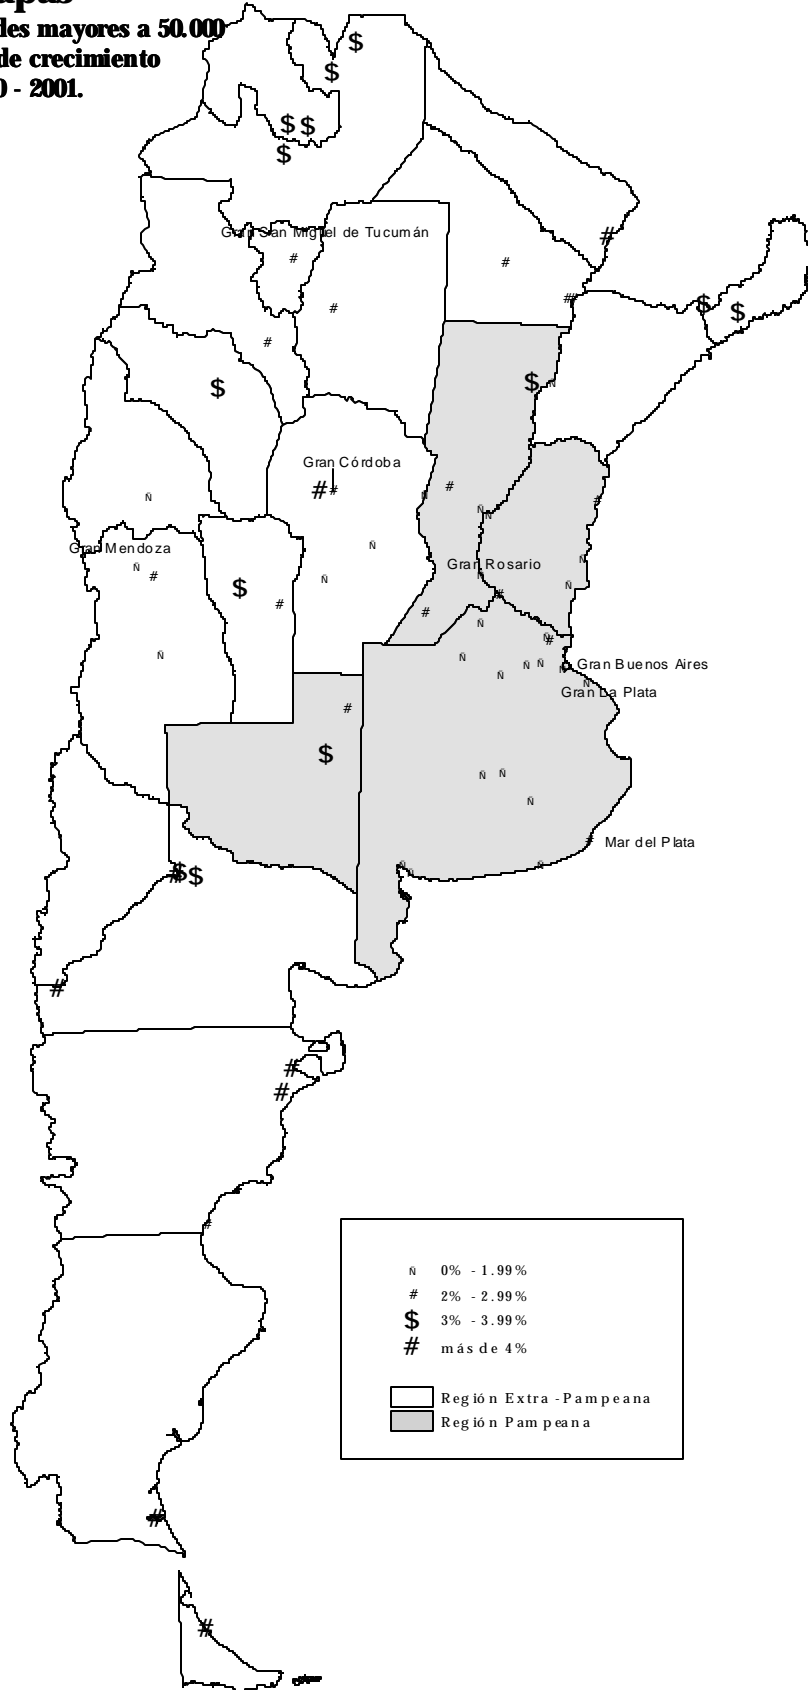 des mayores a 50.000
de crecimiento
- 2001.
Gran San Miguel de Tucumán
Gran Córdoba
Gran Mendoza
Gran Rosario
Gran Buenos Aires
Gran La Plata
Mar del Plata
Ñ 0% - 1.99%
# 2% - 2.99%
$ 3% - 3.99%
# más de 4%
Región Extra - Pampeana
Región Pampeana